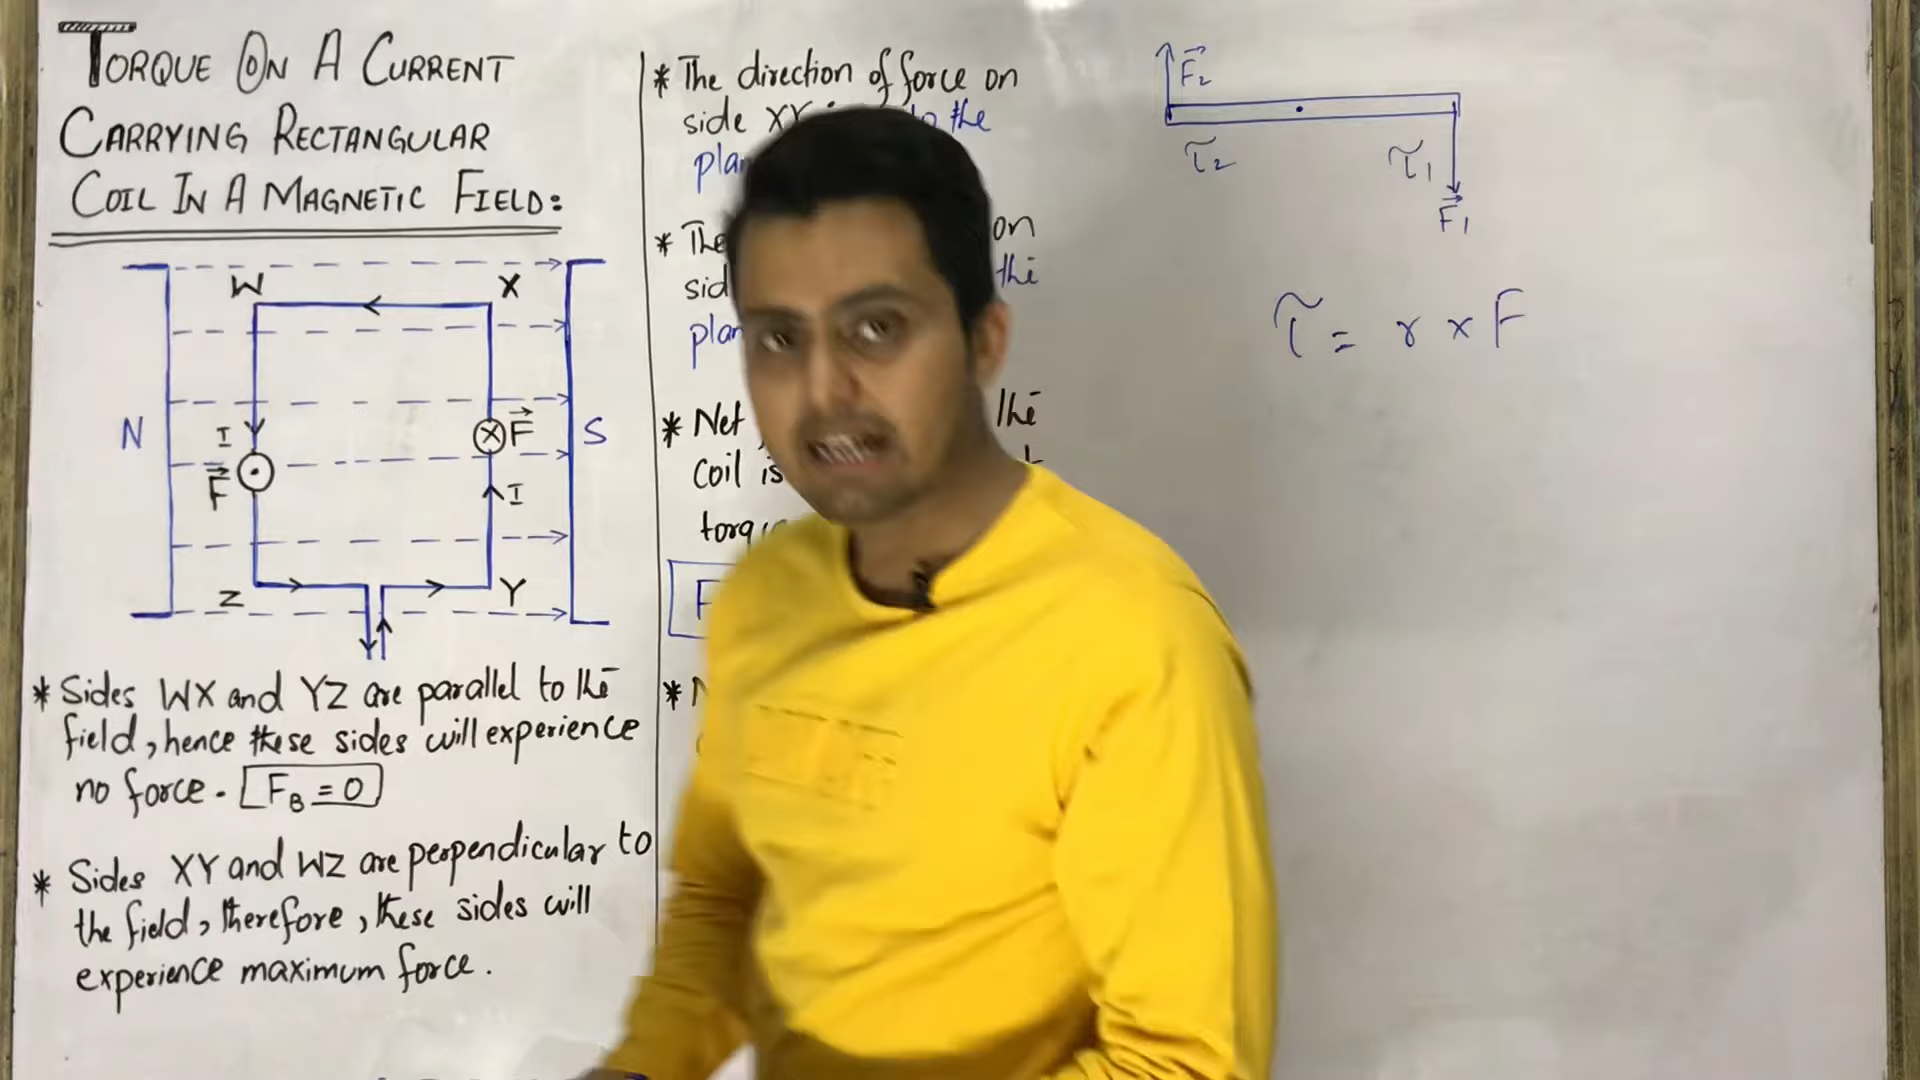 TORQUE ON A CURRENT
CARRYING RECTANGULAR
COIL IN A MAGNETIC FIELD:
W
X
N
I
F⃗
F⃗
S
I
Z
Y
* Sides WX and YZ are parallel to the
field, hence these sides will experience
no force. F_B = 0
* Sides XY and WZ are perpendicular to
the field, therefore, these sides will
experience maximum force.
* The direction of force on
side XY the
* The on
the
* Net the
Coil is
*
F⃗₂
τ₂
τ₁
F⃗₁
τ = r × F